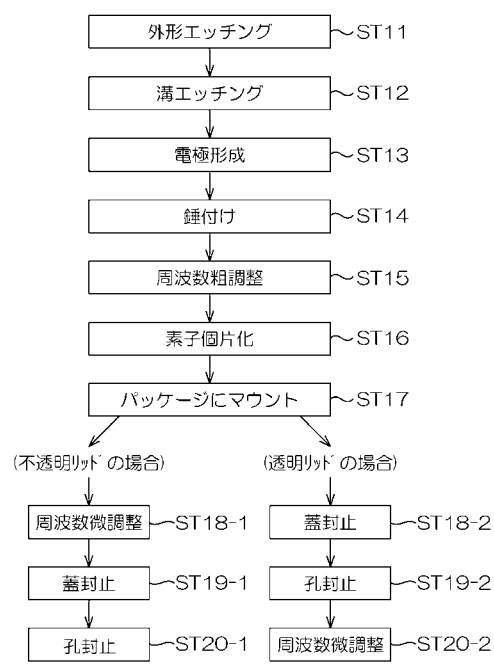 外形エッチング ST11
溝エッチング ST12
電極形成 ST13
錘付け ST14
周波数粗調整 ST15
素子個片化 ST16
パッケージにマウント ST17
(不透明リッドの場合) (透明リッドの場合)
周波数微調整 ST18-1 蓋封止 ST18-2
蓋封止 ST19-1 孔封止 ST19-2
孔封止 ST20-1 周波数微調整 ST20-2